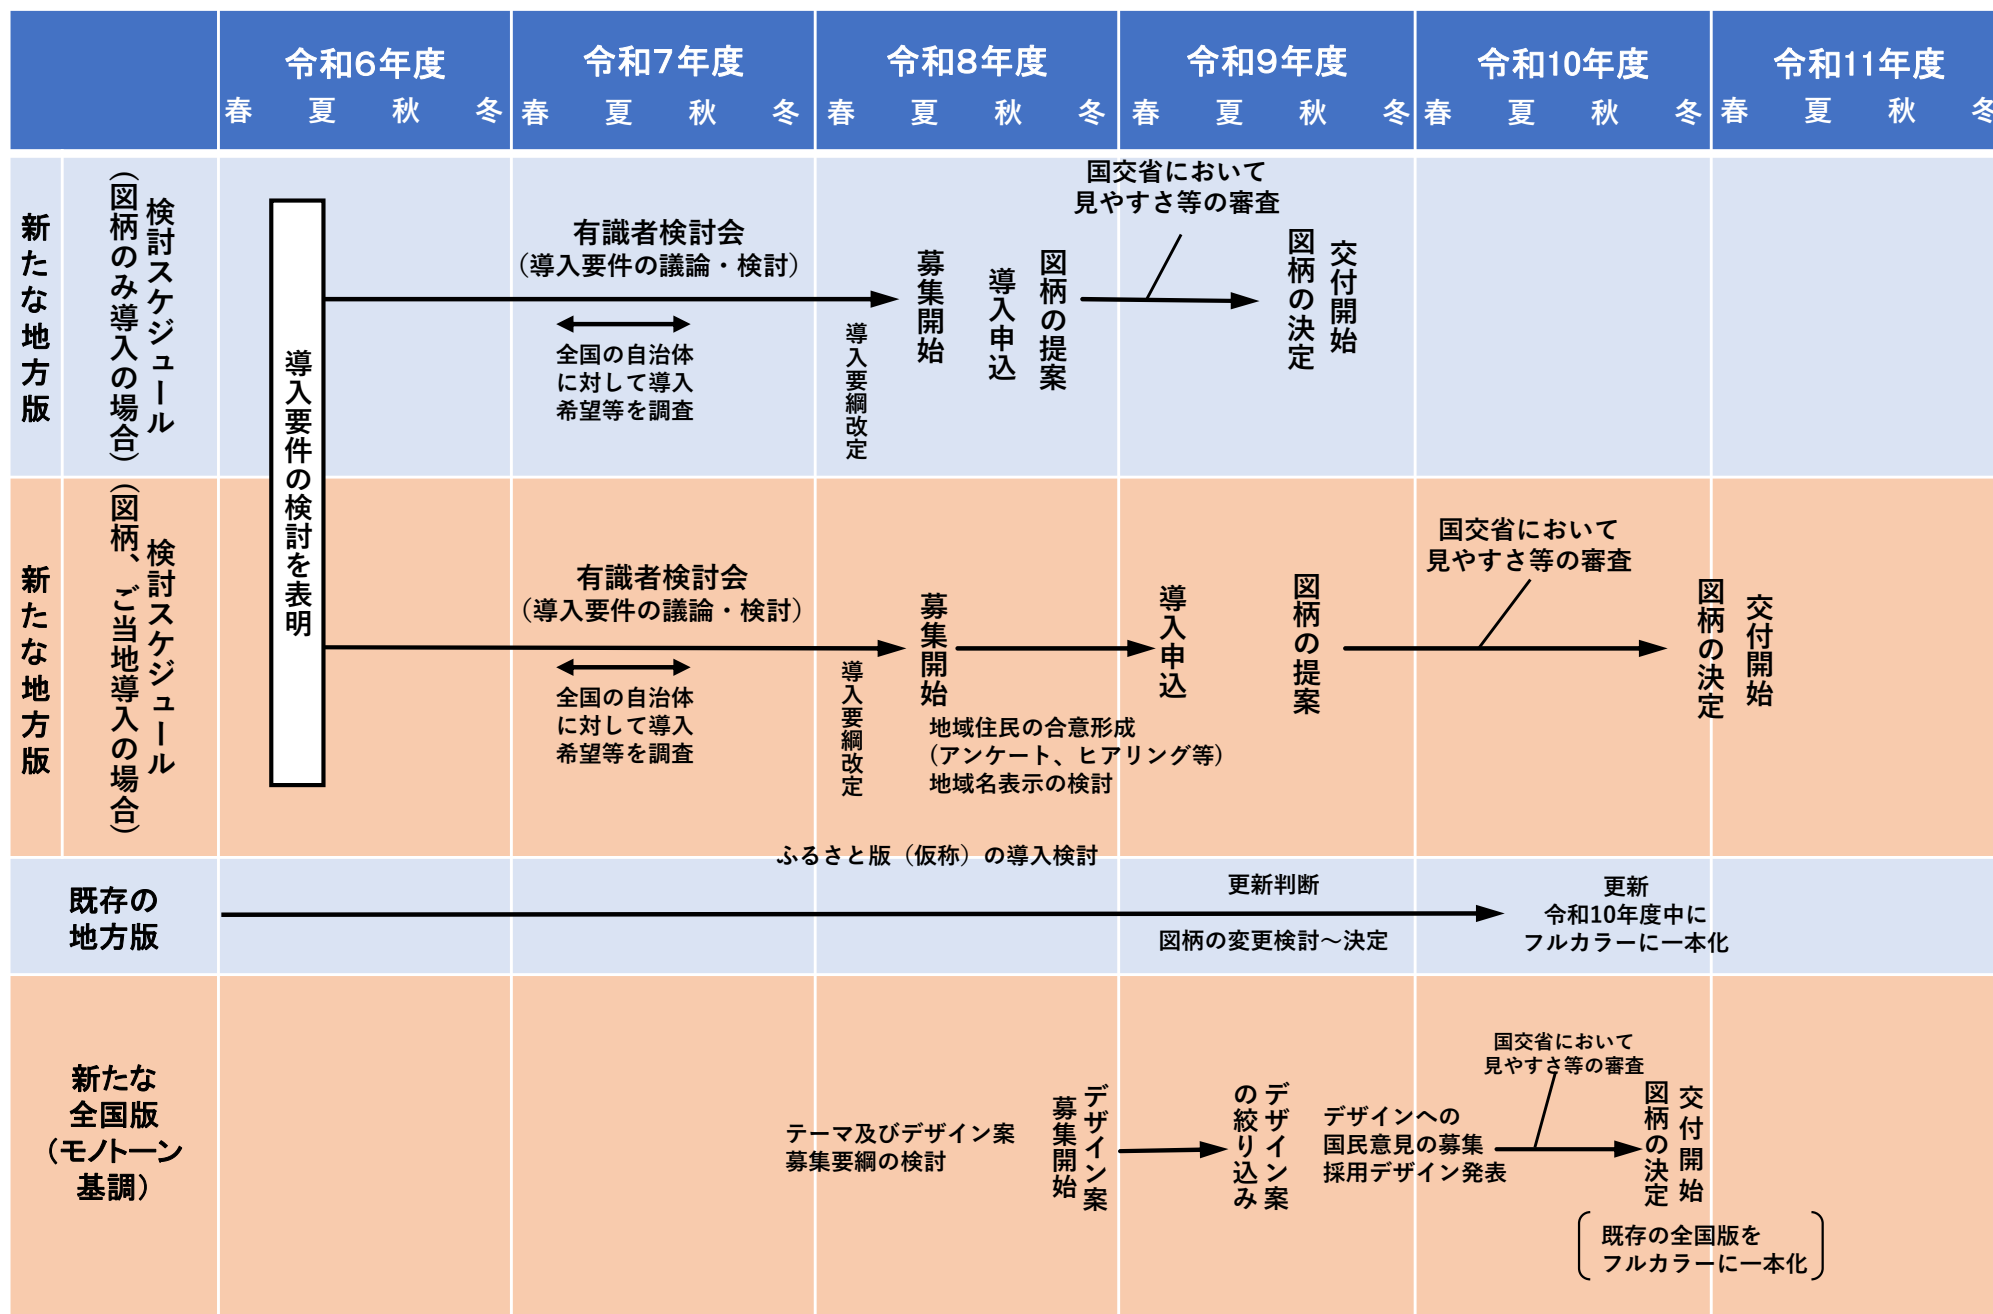 令和6年度
令和7年度
令和8年度
令和9年度
令和10年度
令和11年度
春 夏 秋 冬
春 夏 秋 冬
春 夏 秋 冬
春 夏 秋 冬
春 夏 秋 冬
春 夏 秋 冬
新たな地方版
検討スケジュール
（図柄のみ導入の場合）
導入要件の検討を表明
有識者検討会
（導入要件の議論・検討）
全国の自治体
に対して導入
希望等を調査
導入要綱改定
募集開始
導入申込
図柄の提案
国交省において
見やすさ等の審査
図柄の決定
交付開始
新たな地方版
検討スケジュール
（図柄、ご当地導入の場合）
有識者検討会
（導入要件の議論・検討）
全国の自治体
に対して導入
希望等を調査
導入要綱改定
募集開始
地域住民の合意形成
（アンケート、ヒアリング等）
地域名表示の検討
導入申込
図柄の提案
国交省において
見やすさ等の審査
図柄の決定
交付開始
ふるさと版（仮称）の導入検討
既存の
地方版
更新判断
図柄の変更検討～決定
更新
令和10年度中に
フルカラーに一本化
新たな
全国版
（モノトーン
基調）
テーマ及びデザイン案
募集要綱の検討
デザイン案
募集開始
デザイン案
の絞り込み
デザインへの
国民意見の募集
採用デザイン発表
国交省において
見やすさ等の審査
図柄の決定
交付開始
既存の全国版を
フルカラーに一本化